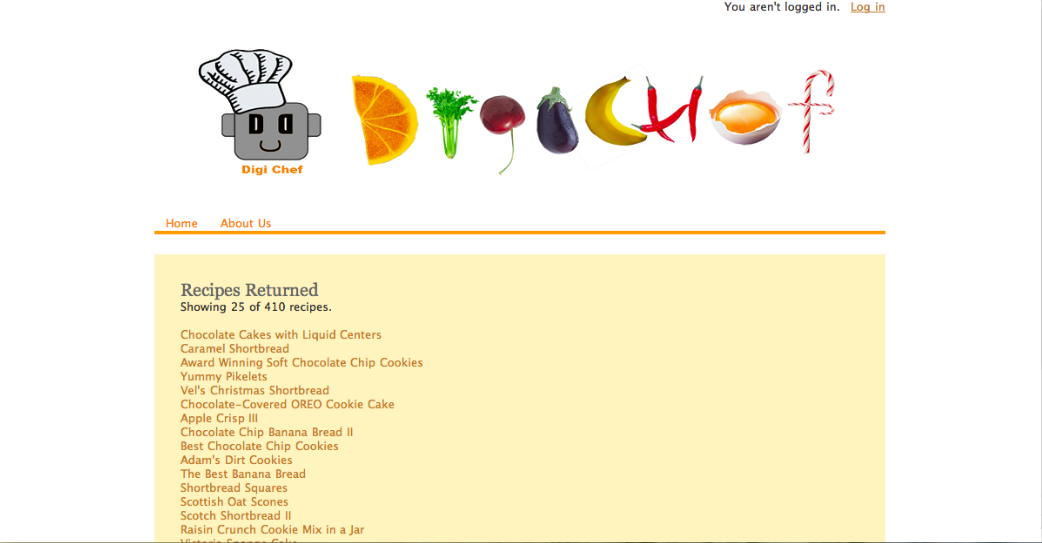 You aren't logged in. Log in
DigiCHef
Digi Chef
Home About Us
Recipes Returned
Showing 25 of 410 recipes.
Chocolate Cakes with Liquid Centers
Caramel Shortbread
Award Winning Soft Chocolate Chip Cookies
Yummy Pikelets
Vel's Christmas Shortbread
Chocolate-Covered OREO Cookie Cake
Apple Crisp III
Chocolate Chip Banana Bread II
Best Chocolate Chip Cookies
Adam's Dirt Cookies
The Best Banana Bread
Shortbread Squares
Scottish Oat Scones
Scotch Shortbread II
Raisin Crunch Cookie Mix in a Jar